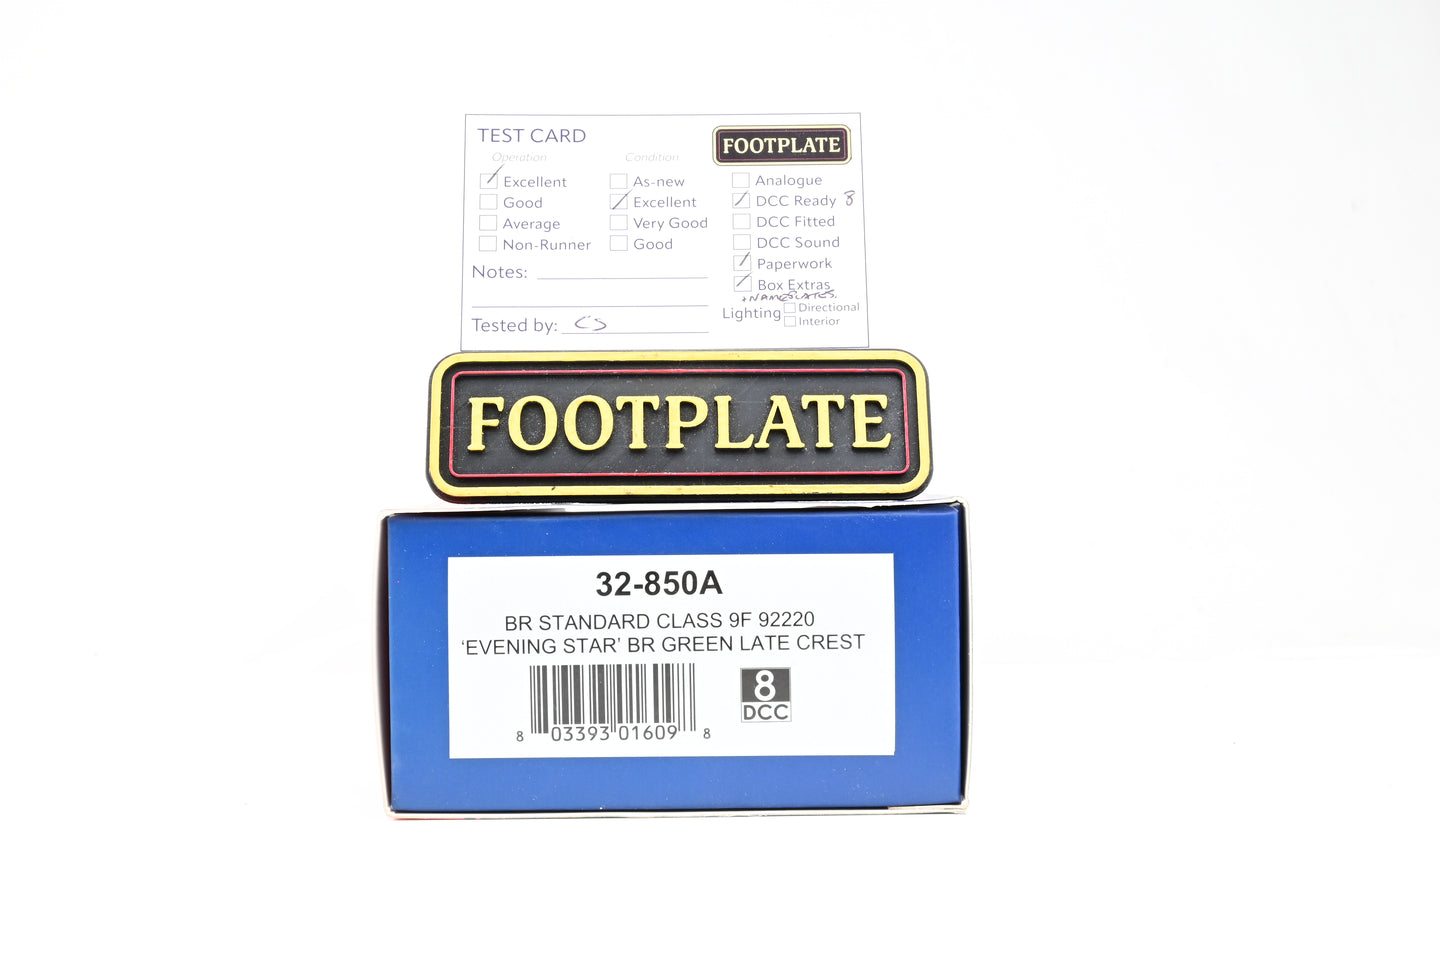 TEST CARD
FOOTPLATE
Operation
Excellent
Good
Average
Non-Runner
Condition
As-new
Excellent
Very Good
Good
Analogue
DCC Ready 8
DCC Fitted
DCC Sound
Paperwork
Box Extras
+ NAMEPLATES.
Lighting
Directional
Interior
Notes:
Tested by: CS
FOOTPLATE
32-850A
BR STANDARD CLASS 9F 92220
‘EVENING STAR’ BR GREEN LATE CREST
8
DCC
8 03393 01609 8